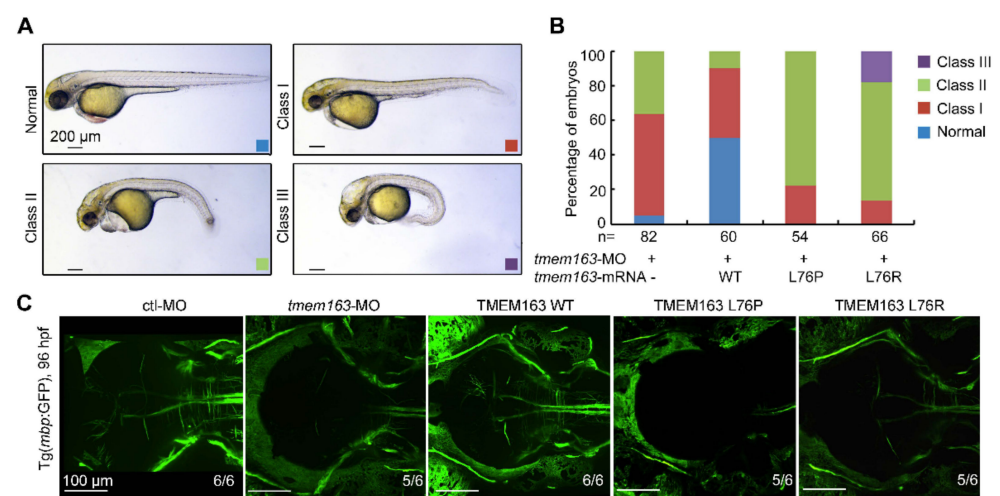 A
Normal
200 µm
Class I
Class II
Class III
B
Percentage of embryos
100
80
60
40
20
0
Class III
Class II
Class I
Normal
n= 82 60 54 66
tmem163-MO + + + +
tmem163-mRNA - WT L76P L76R
C
ctl-MO tmem163-MO TMEM163 WT TMEM163 L76P TMEM163 L76R
Tg(mbp:GFP), 96 hpf
100 µm
6/6 5/6 6/6 5/6 5/6